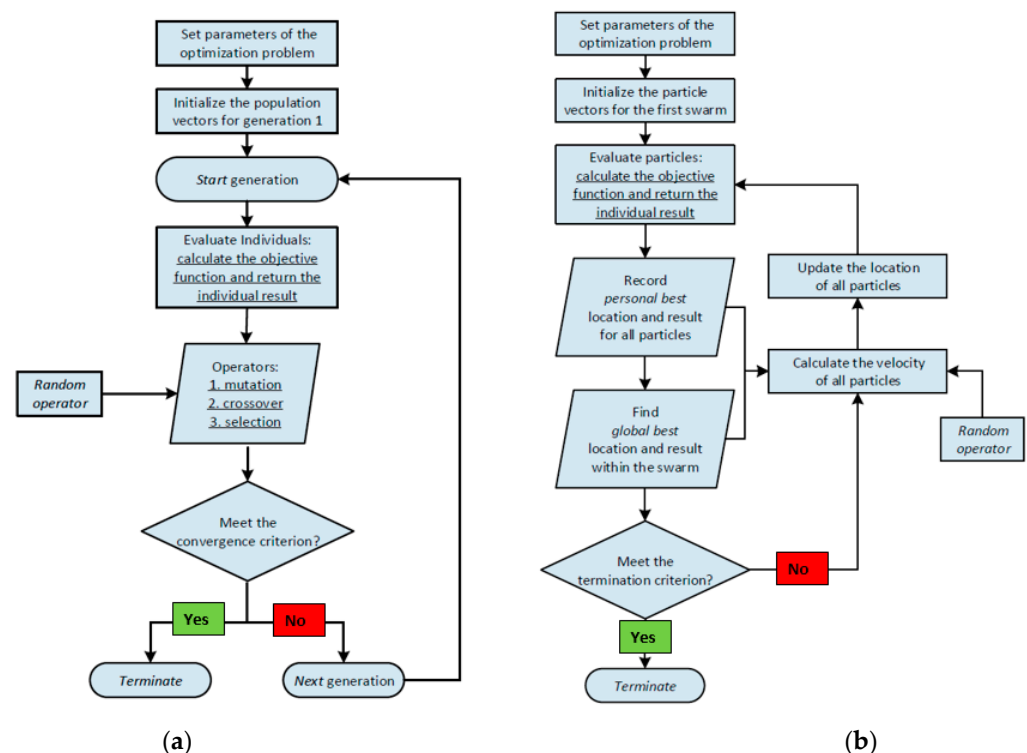 Set parameters of the
optimization problem
Initialize the population
vectors for generation 1
Start generation
Evaluate Individuals:
calculate the objective
function and return the
individual result
Random
operator
Operators:
1. mutation
2. crossover
3. selection
Meet the
convergence criterion?
Yes
No
Terminate
Next generation
(a)
Set parameters of the
optimization problem
Initialize the particle
vectors for the first swarm
Evaluate particles:
calculate the objective
function and return the
individual result
Record
personal best
location and result
for all particles
Find
global best
location and result
within the swarm
Update the location
of all particles
Calculate the velocity
of all particles
Random
operator
Meet the
termination criterion?
No
Yes
Terminate
(b)